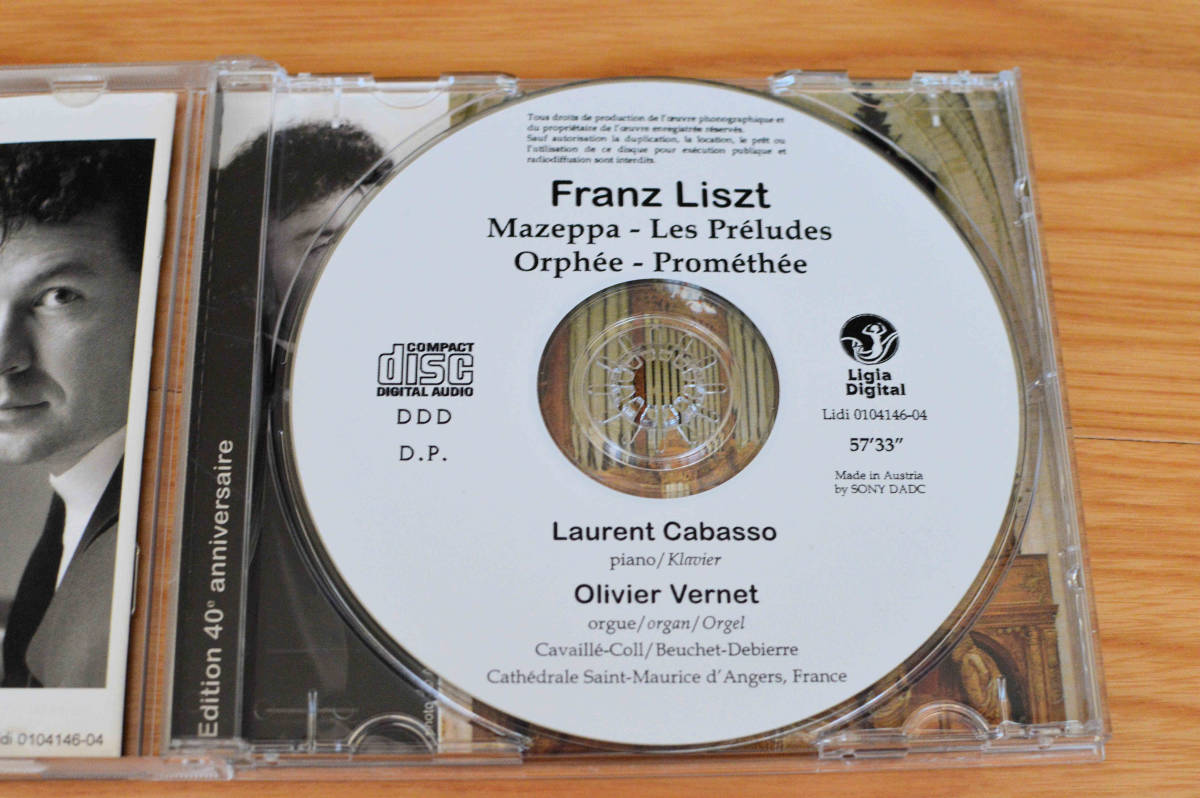 Tous droits de production de l'œuvre phonographique et
du propriétaire de l'œuvre enregistrée réservés.
Sauf autorisation la duplication, la location, le prêt ou
l'utilisation de ce disque pour exécution publique et
radiodiffusion sont interdits.
Franz Liszt
Mazeppa - Les Préludes
Orphée - Prométhée
COMPACT
disc
DIGITAL AUDIO
DDD
D.P.
Ligia
Digital
Lidi 0104146-04
57'33"
Made in Austria
by SONY DADC
Laurent Cabasso
piano/Klavier
Olivier Vernet
orgue/organ/Orgel
Cavaillé-Coll/Beuchet-Debierre
Cathédrale Saint-Maurice d'Angers, France
Edition 40e anniversaire
photo
di 0104146-04